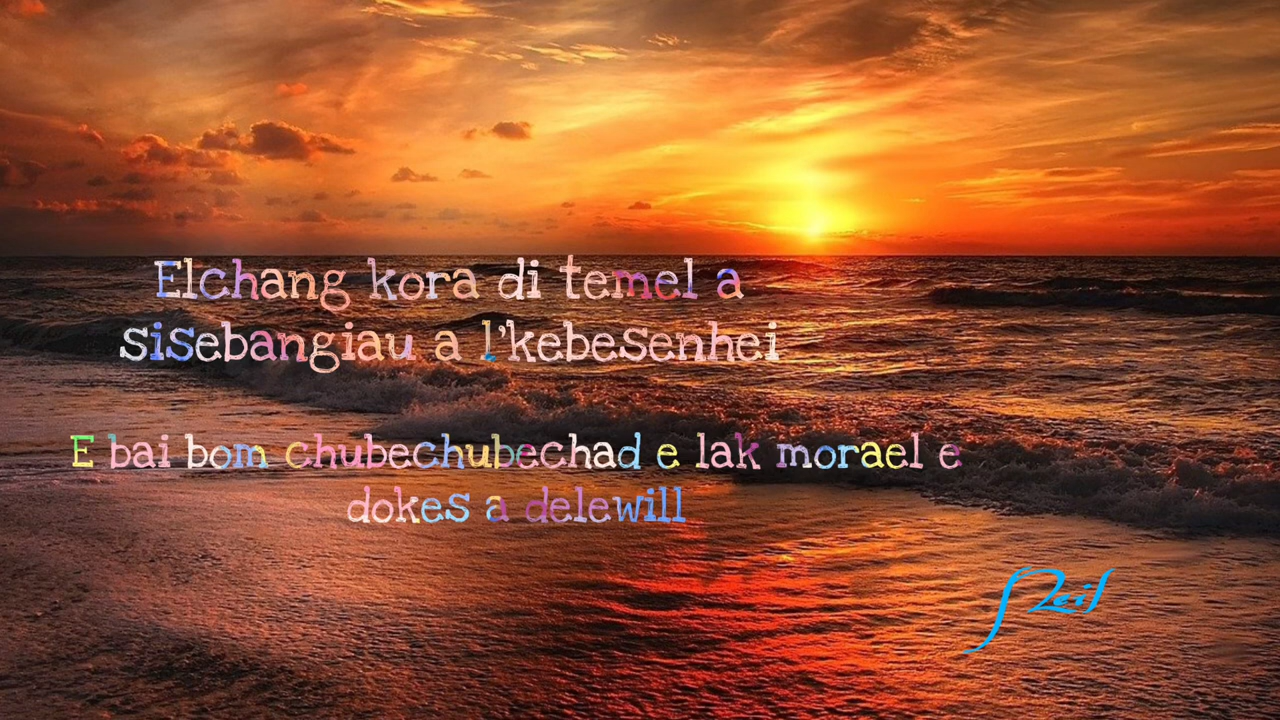 Elchang kora di temel a
sisebangiau a l'kebesenhei
E bai bom chubechubechad e lak morael e
dokes a delewill